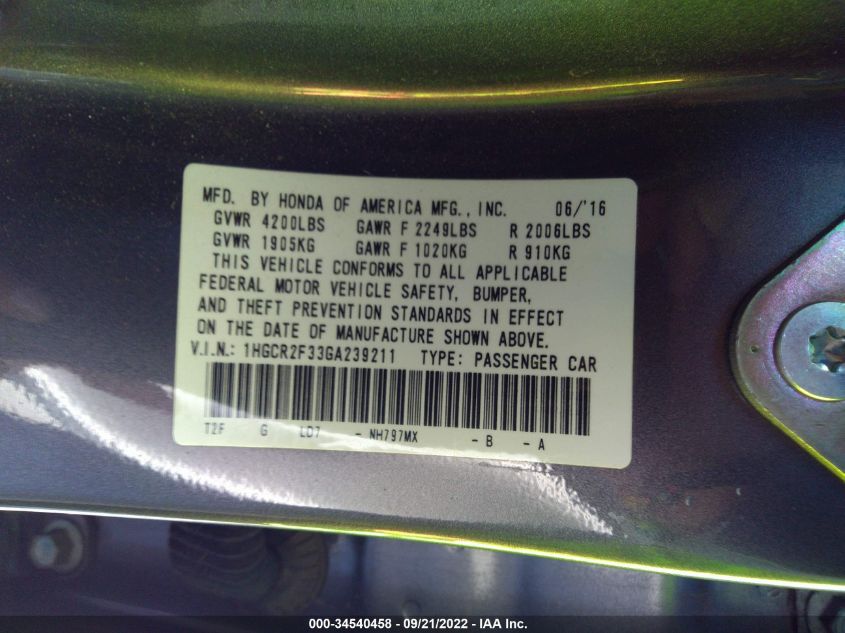 MFD. BY HONDA OF AMERICA MFG., INC. 06/'16
GVWR 4200LBS GAWR F 2249LBS R 2006LBS
GVWR 1905KG GAWR F 1020KG R 910KG
THIS VEHICLE CONFORMS TO ALL APPLICABLE
FEDERAL MOTOR VEHICLE SAFETY, BUMPER,
AND THEFT PREVENTION STANDARDS IN EFFECT
ON THE DATE OF MANUFACTURE SHOWN ABOVE.
V.I.N.: 1HGCR2F33GA239211 TYPE: PASSENGER CAR
T2F G LD7 - NH797MX - B - A
000-34540458 - 09/21/2022 - IAA Inc.